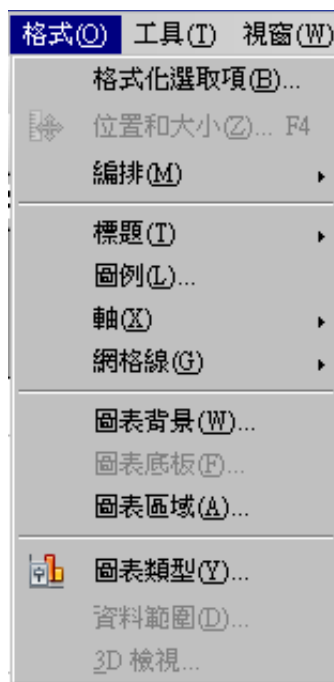 格式(O) 工具(T) 視窗(W)
格式化選取項(B)...
位置和大小(Z)... F4
編排(M)
標題(T)
圖例(L)...
軸(X)
網格線(G)
圖表背景(W)...
圖表底板(F)...
圖表區域(A)...
圖表類型(Y)...
資料範圍(D)...
3D 檢視...